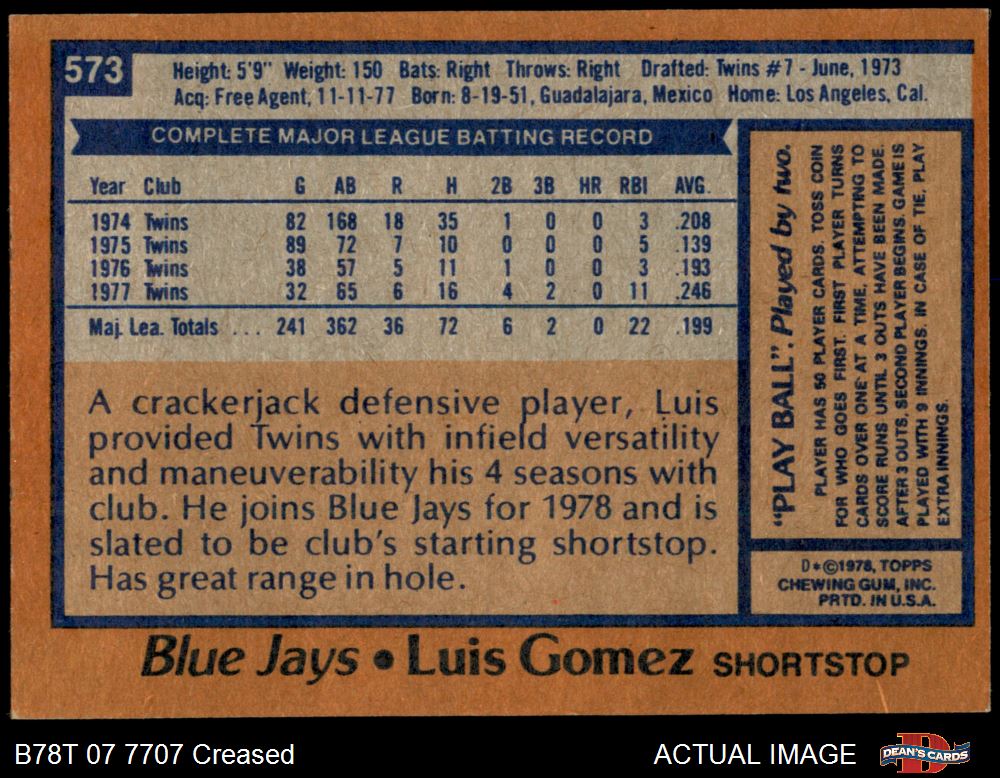 573
Height: 5'9" Weight: 150 Bats: Right Throws: Right Drafted: Twins #7 - June, 1973
Acq: Free Agent, 11-11-77 Born: 8-19-51, Guadalajara, Mexico Home: Los Angeles, Cal.
COMPLETE MAJOR LEAGUE BATTING RECORD
Year Club G AB R H 2B 3B HR RBI AVG.
1974 Twins 82 168 18 35 1 0 0 3 .208
1975 Twins 89 72 7 10 0 0 0 5 .139
1976 Twins 38 57 5 11 1 0 0 3 .193
1977 Twins 32 65 6 16 4 2 0 11 .246
Maj. Lea. Totals ... 241 362 36 72 6 2 0 22 .199
A crackerjack defensive player, Luis
provided Twins with infield versatility
and maneuverability his 4 seasons with
club. He joins Blue Jays for 1978 and is
slated to be club's starting shortstop.
Has great range in hole.
"PLAY BALL". Played by two.
PLAYER HAS 50 PLAYER CARDS. TOSS COIN
FOR WHO GOES FIRST. FIRST PLAYER TURNS
CARDS OVER ONE AT A TIME, ATTEMPTING TO
SCORE RUNS UNTIL 3 OUTS HAVE BEEN MADE.
AFTER 3 OUTS, SECOND PLAYER BEGINS. GAME IS
PLAYED WITH 9 INNINGS. IN CASE OF TIE, PLAY
EXTRA INNINGS.
D*©1978, TOPPS
CHEWING GUM, INC.
PRTD. IN U.S.A.
Blue Jays • Luis Gomez SHORTSTOP
B78T 07 7707 Creased
ACTUAL IMAGE
D
DEAN'S CARDS